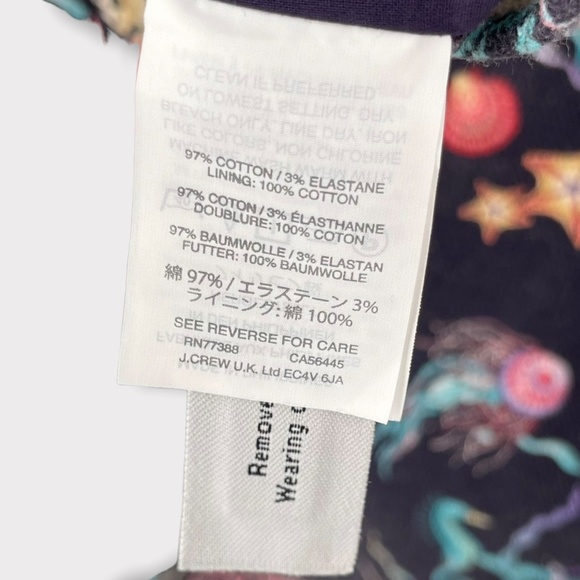 97% COTTON / 3% ELASTANE
LINING: 100% COTTON
97% COTON / 3% ÉLASTHANNE
DOUBLURE: 100% COTON
97% BAUMWOLLE / 3% ELASTAN
FUTTER: 100% BAUMWOLLE
綿 97% / エラステーン 3%
ライニング: 綿 100%
SEE REVERSE FOR CARE
RN77388 CA56445
J.CREW U.K. Ltd EC4V 6JA
Remove
Wearing